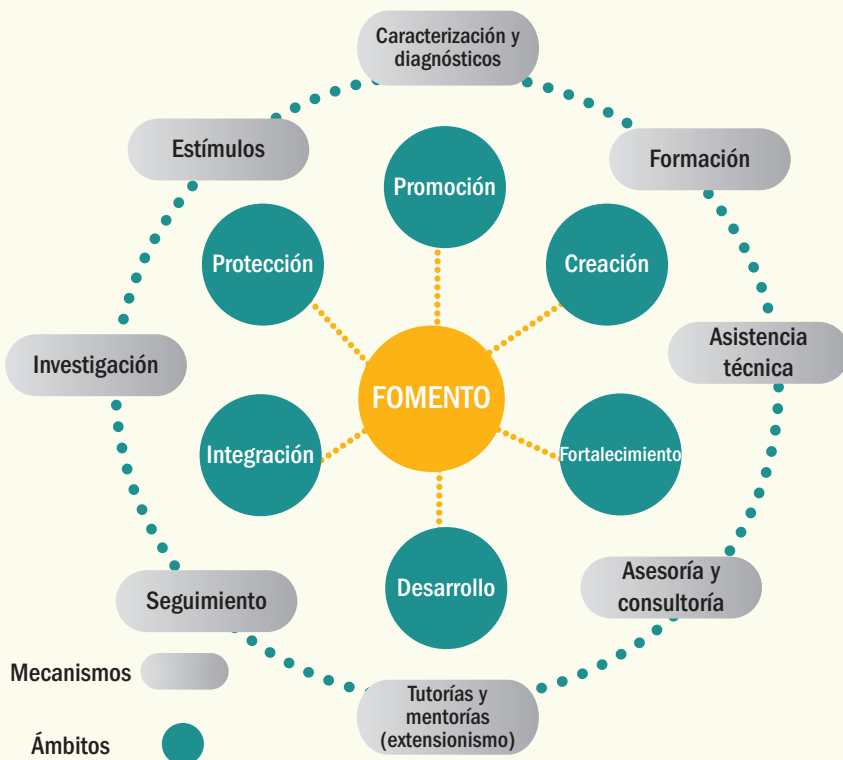 Caracterización y
diagnósticos
Estímulos
Formación
Promoción
Protección
Creación
Investigación
Asistencia
técnica
FOMENTO
Integración
Fortalecimiento
Desarrollo
Asesoría y
consultoría
Seguimiento
Tutorías y
mentorías
(extensionismo)
Mecanismos
Ámbitos